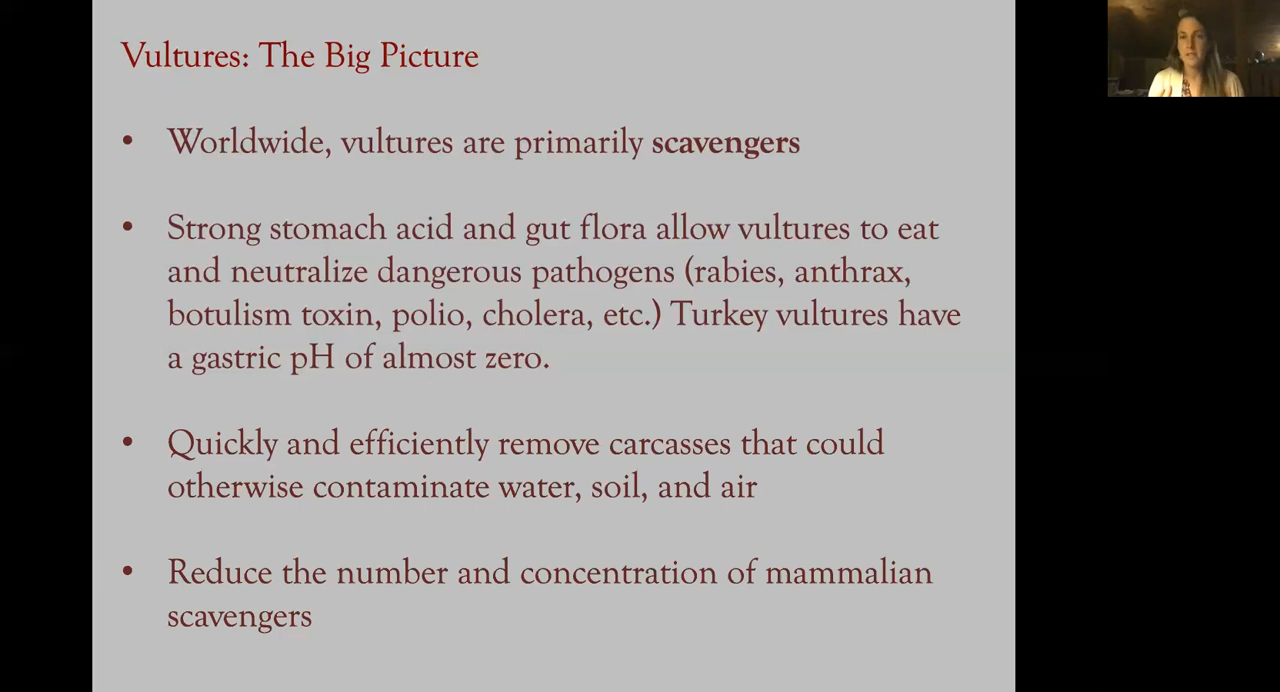 Vultures: The Big Picture
• Worldwide, vultures are primarily scavengers
• Strong stomach acid and gut flora allow vultures to eat
and neutralize dangerous pathogens (rabies, anthrax,
botulism toxin, polio, cholera, etc.) Turkey vultures have
a gastric pH of almost zero.
• Quickly and efficiently remove carcasses that could
otherwise contaminate water, soil, and air
• Reduce the number and concentration of mammalian
scavengers